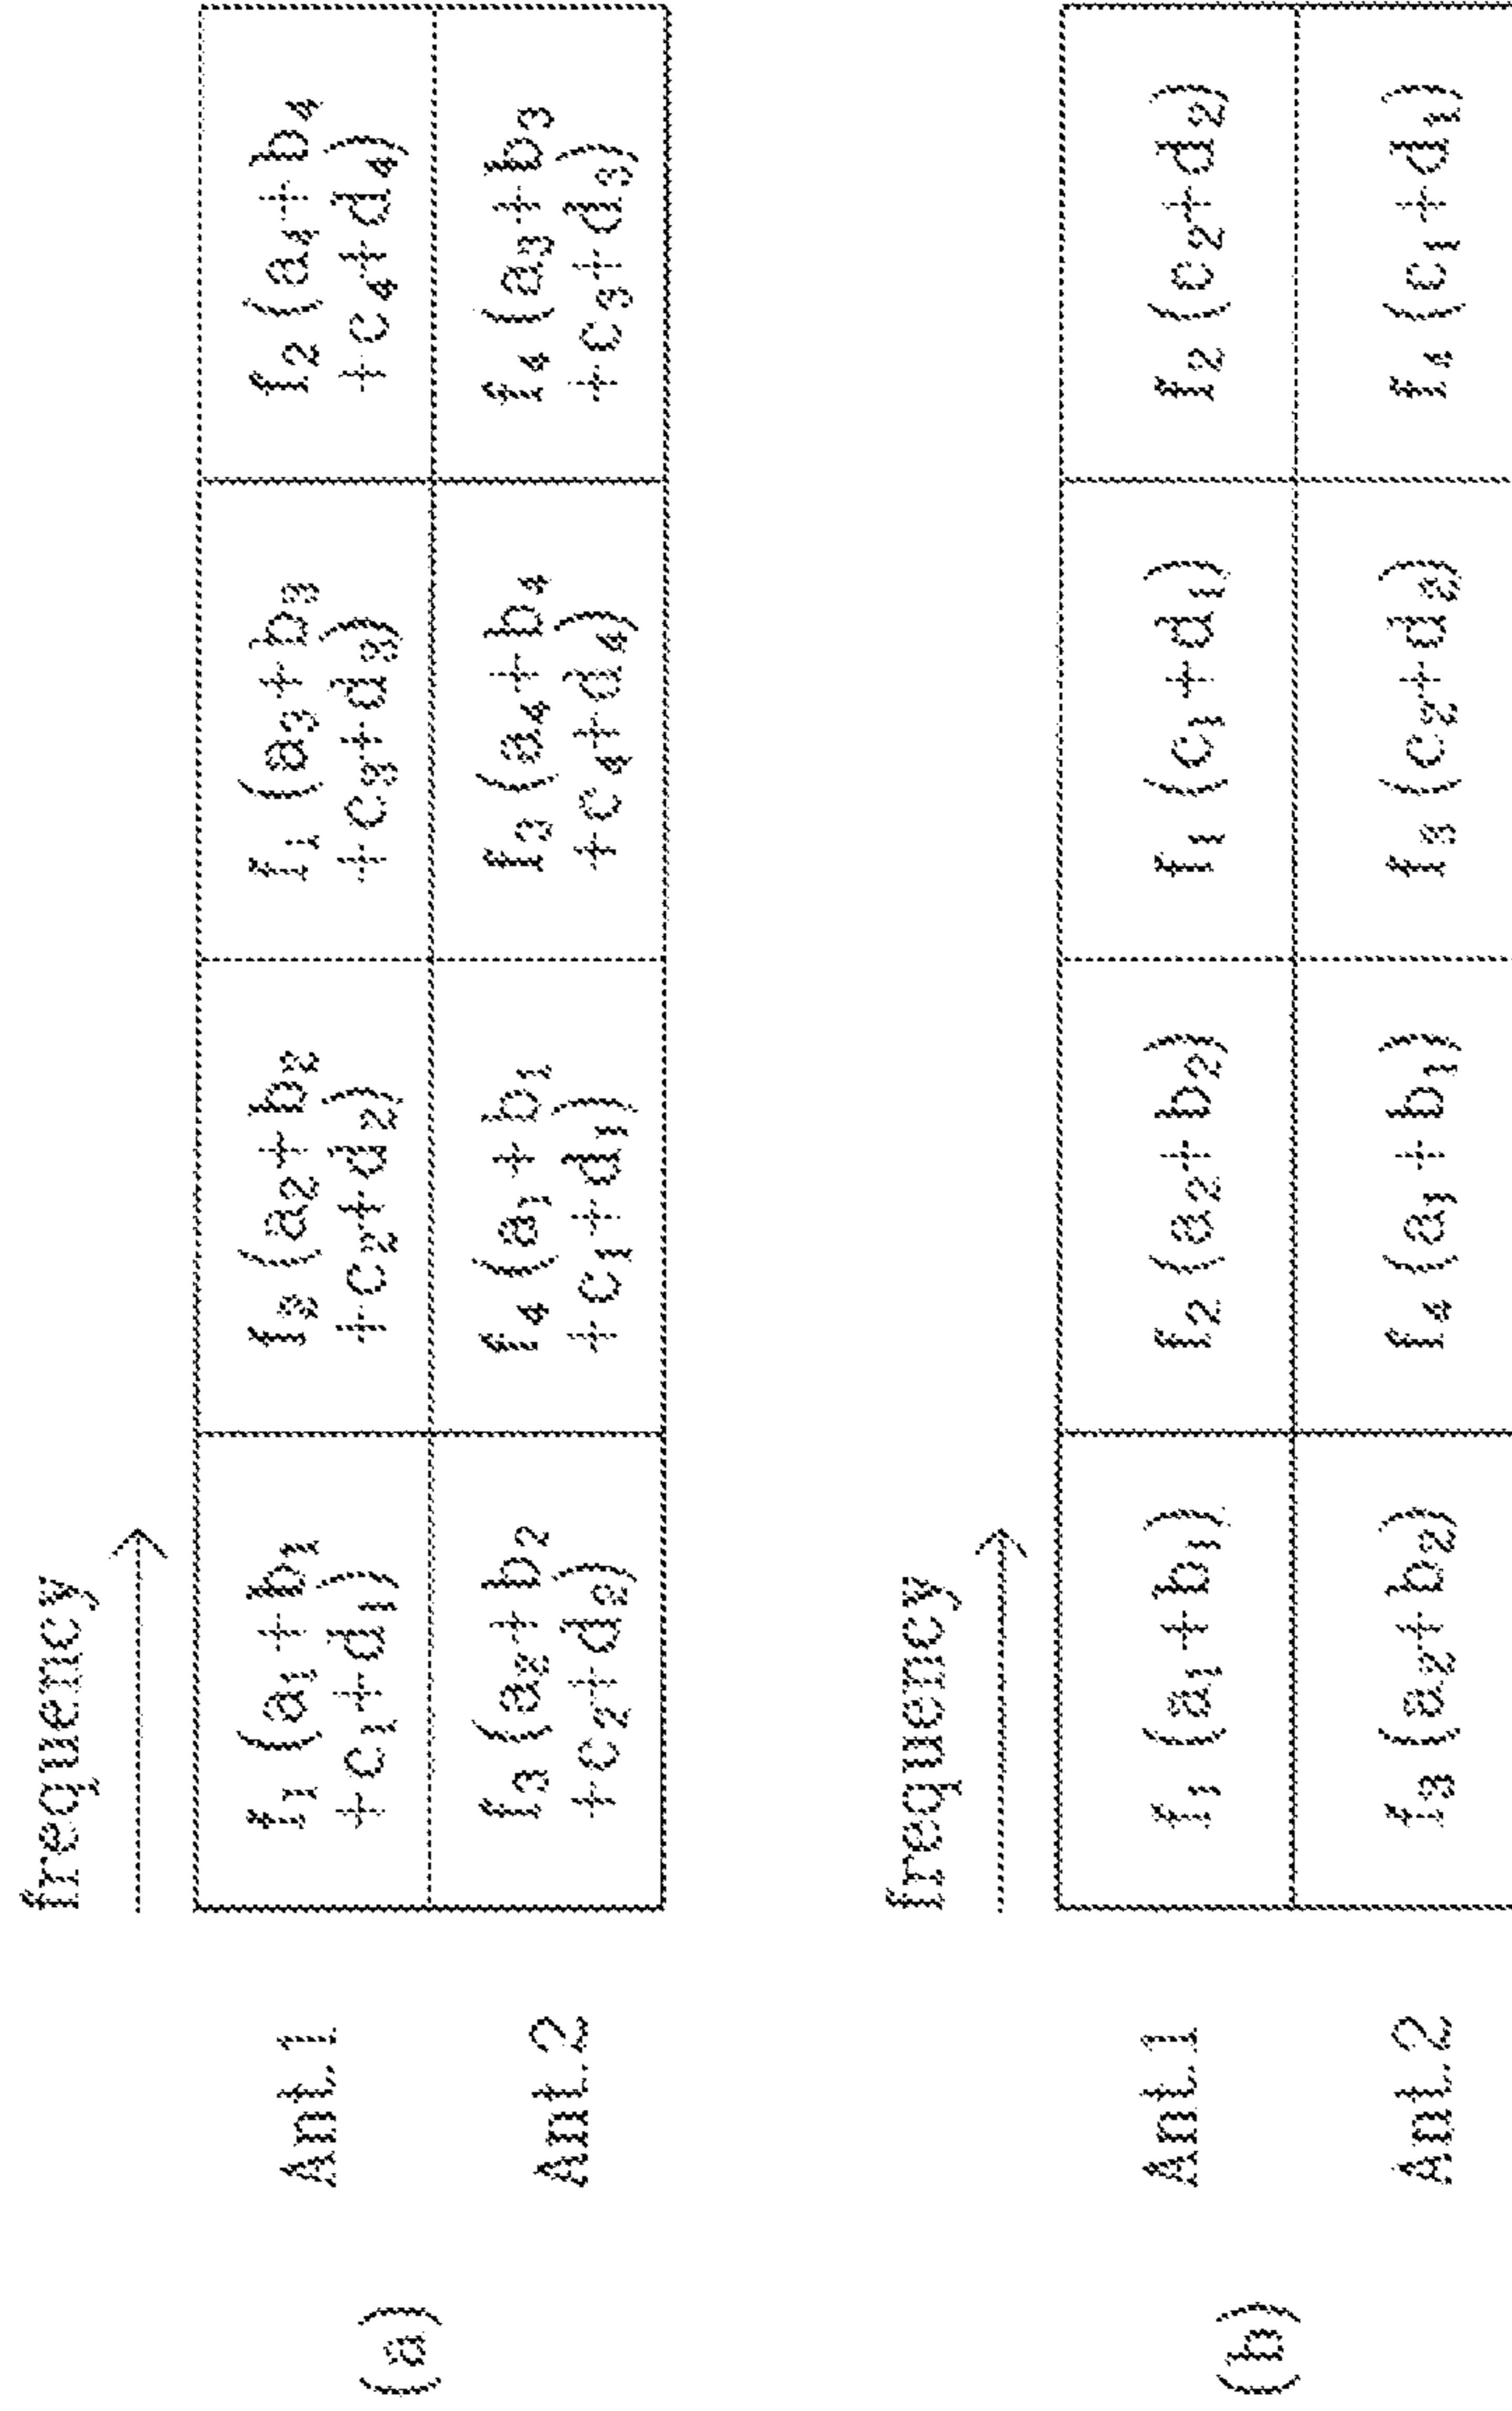 frequency
f₁(a₁+b₁ f₂(a₂+b₂ f₁(a₃+b₃ f₂(a₄+b₄
Ant.1 +c₁+d₁) +c₂+d₂) +c₃+d₃) +c₄+d₄)
(a)
f₃(a₂+b₂ f₄(a₁+b₁ f₃(a₄+b₄ f₄(a₃+b₃
Ant.2 +c₂+d₂) +c₁+d₁) +c₄+d₄) +c₃+d₃)
frequency
Ant.1 f₁(a₁+b₁) f₂(a₂+b₂) f₁(c₁+d₁) f₂(c₂+d₂)
(b)
Ant.2 f₃(a₂+b₂) f₄(a₁+b₁) f₃(c₂+d₂) f₄(c₁+d₁)